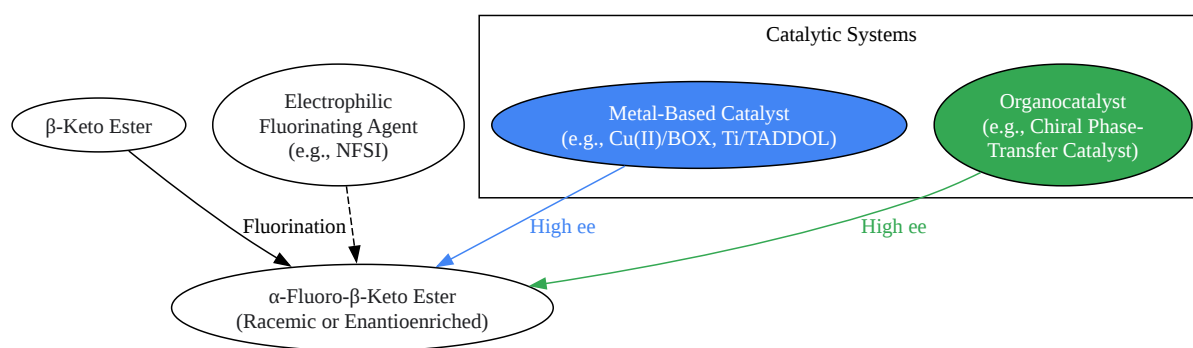 Catalytic Systems
β-Keto Ester
Electrophilic
Fluorinating Agent
(e.g., NFSI)
Metal-Based Catalyst
(e.g., Cu(II)/BOX, Ti/TADDOL)
Organocatalyst
(e.g., Chiral Phase-
Transfer Catalyst)
Fluorination
High ee
High ee
α-Fluoro-β-Keto Ester
(Racemic or Enantioenriched)